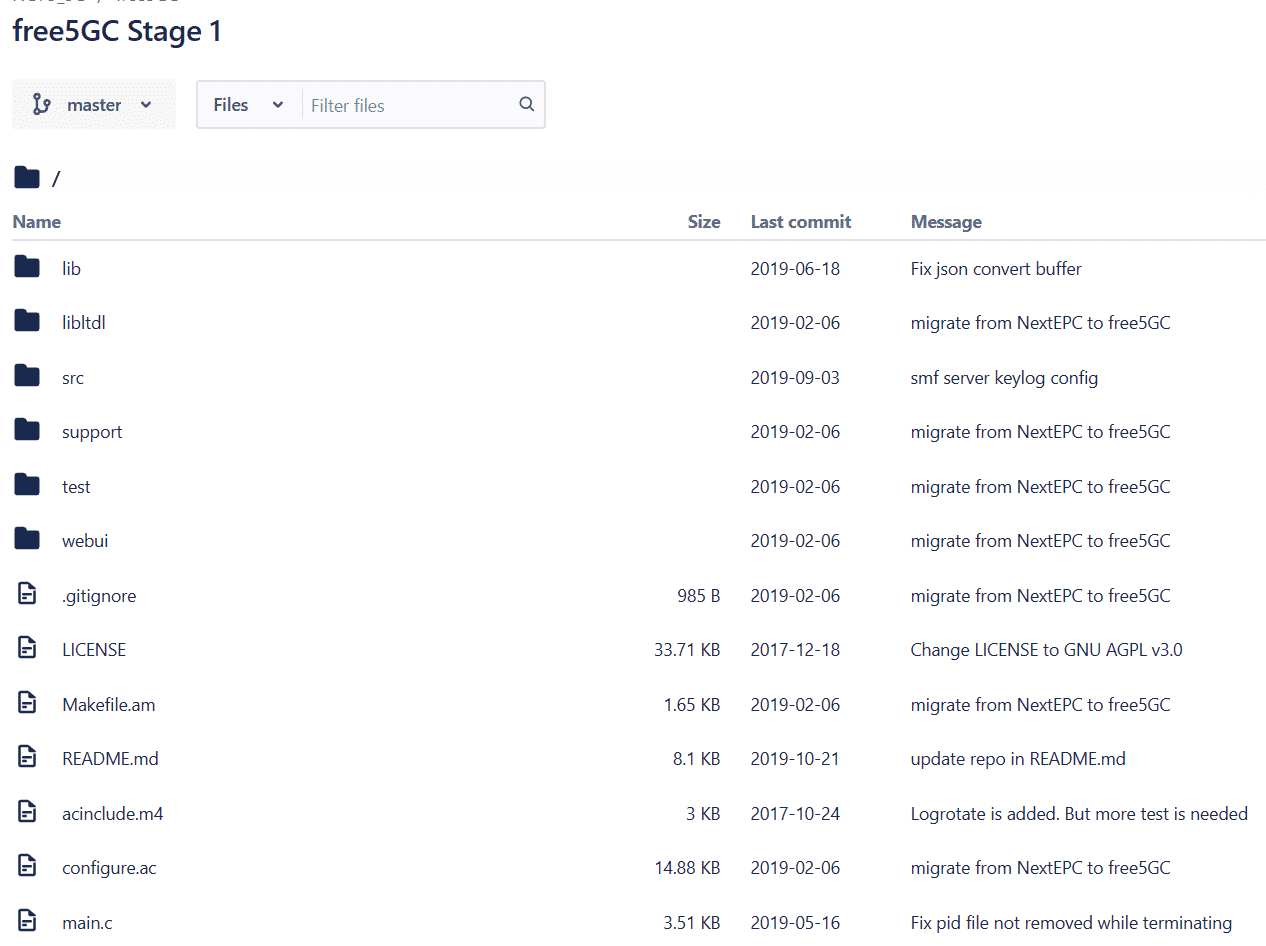 free5GC Stage 1
master Files Filter files
/
Name Size Last commit Message
lib 2019-06-18 Fix json convert buffer
libltdl 2019-02-06 migrate from NextEPC to free5GC
src 2019-09-03 smf server keylog config
support 2019-02-06 migrate from NextEPC to free5GC
test 2019-02-06 migrate from NextEPC to free5GC
webui 2019-02-06 migrate from NextEPC to free5GC
.gitignore 985 B 2019-02-06 migrate from NextEPC to free5GC
LICENSE 33.71 KB 2017-12-18 Change LICENSE to GNU AGPL v3.0
Makefile.am 1.65 KB 2019-02-06 migrate from NextEPC to free5GC
README.md 8.1 KB 2019-10-21 update repo in README.md
acinclude.m4 3 KB 2017-10-24 Logrotate is added. But more test is needed
configure.ac 14.88 KB 2019-02-06 migrate from NextEPC to free5GC
main.c 3.51 KB 2019-05-16 Fix pid file not removed while terminating